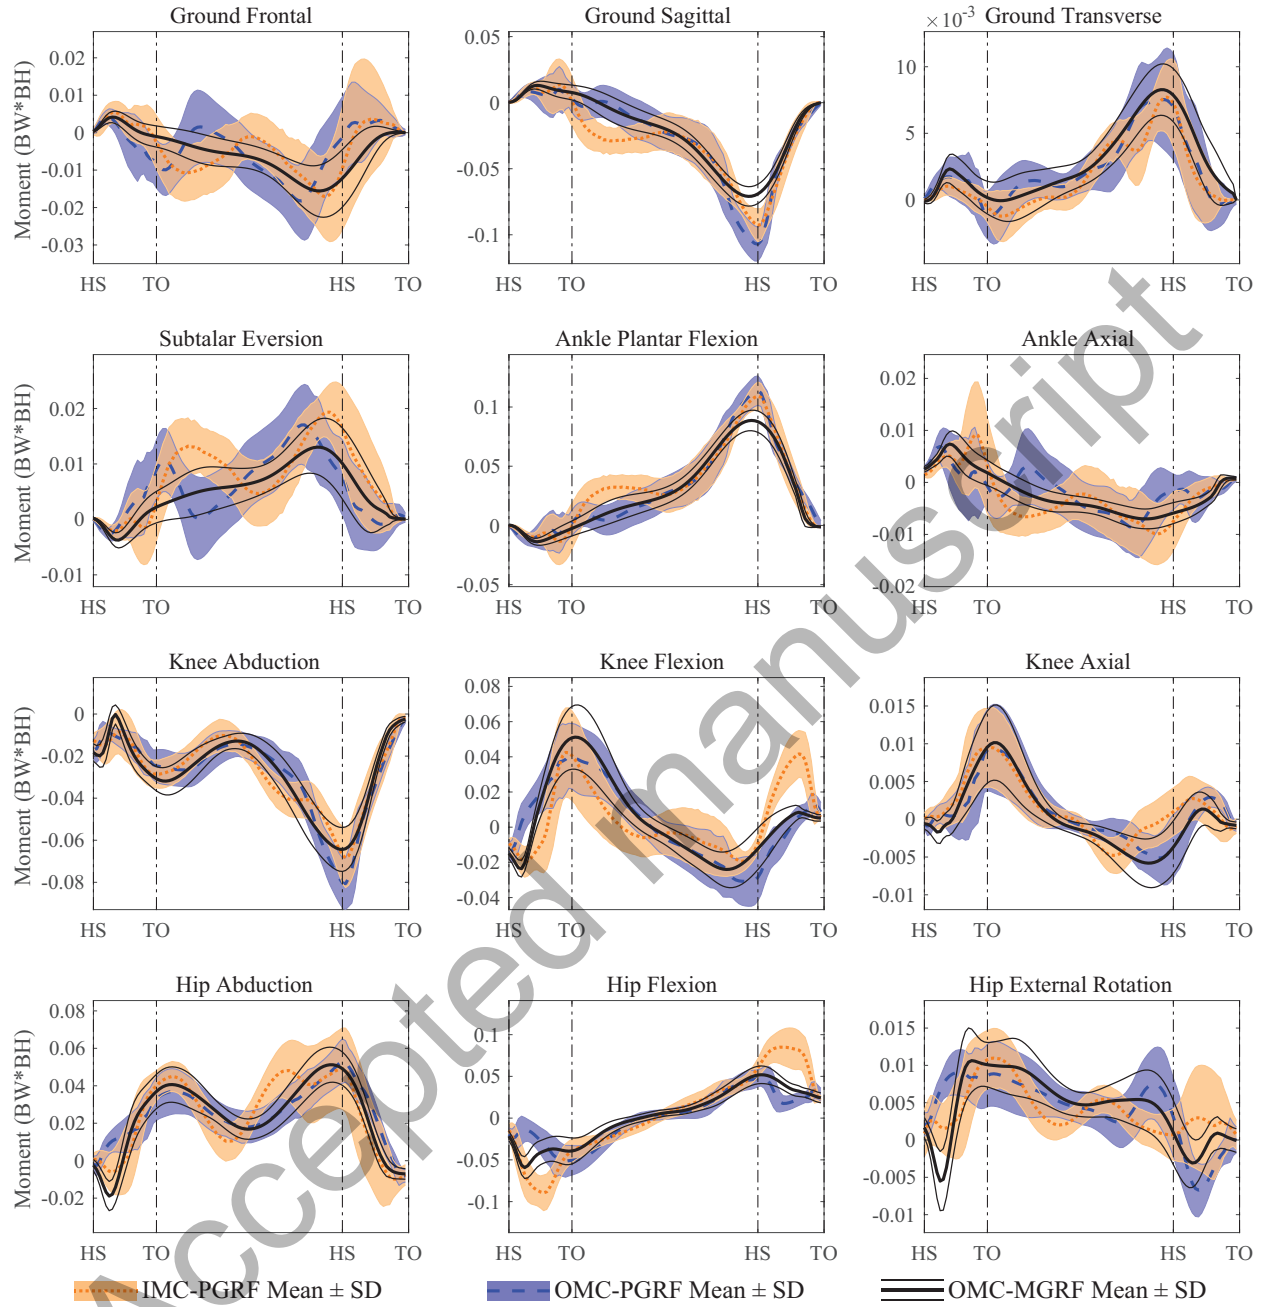 Ground Frontal
Ground Sagittal
×10⁻³ Ground Transverse
Moment (BW*BH)
0.02
0.01
0
-0.01
-0.02
-0.03
HS TO HS TO
0.05
0
-0.05
-0.1
HS TO HS TO
10
5
0
HS TO HS TO
Subtalar Eversion
Ankle Plantar Flexion
Ankle Axial
Moment (BW*BH)
0.02
0.01
0
-0.01
HS TO HS TO
0.1
0.05
0
-0.05
HS TO HS TO
0.02
0.01
0
-0.01
-0.02
HS TO HS TO
Knee Abduction
Knee Flexion
Knee Axial
Moment (BW*BH)
0
-0.02
-0.04
-0.06
-0.08
HS TO HS TO
0.08
0.06
0.04
0.02
0
-0.02
-0.04
HS TO HS TO
0.015
0.01
0.005
0
-0.005
-0.01
HS TO HS TO
Hip Abduction
Hip Flexion
Hip External Rotation
Moment (BW*BH)
0.08
0.06
0.04
0.02
0
-0.02
HS TO HS TO
0.1
0.05
0
-0.05
-0.1
HS TO HS TO
0.015
0.01
0.005
0
-0.005
-0.01
HS TO HS TO
IMC-PGRF Mean ± SD
OMC-PGRF Mean ± SD
OMC-MGRF Mean ± SD
Accepted manuscript